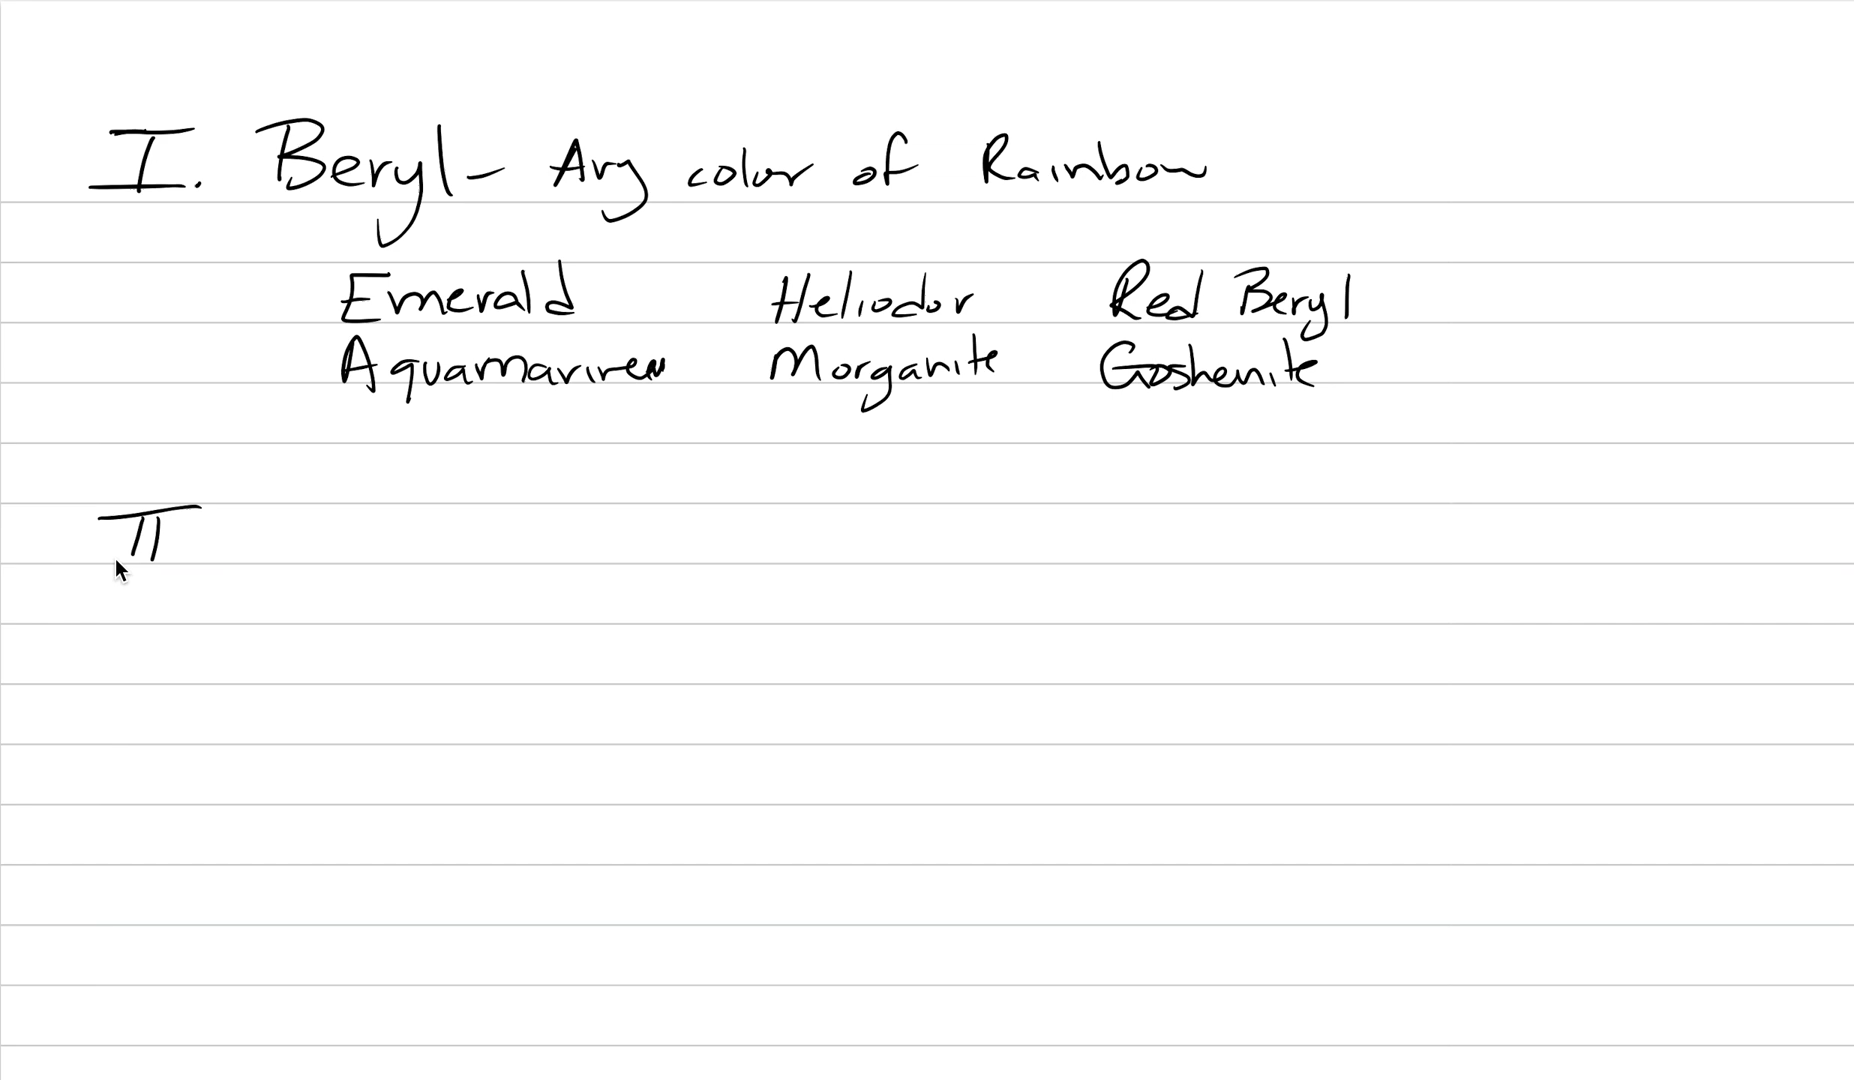 I. Beryl - Any color of Rainbow
Emerald Heliodor Red Beryl
Aquamarine Morganite Goshenite
II